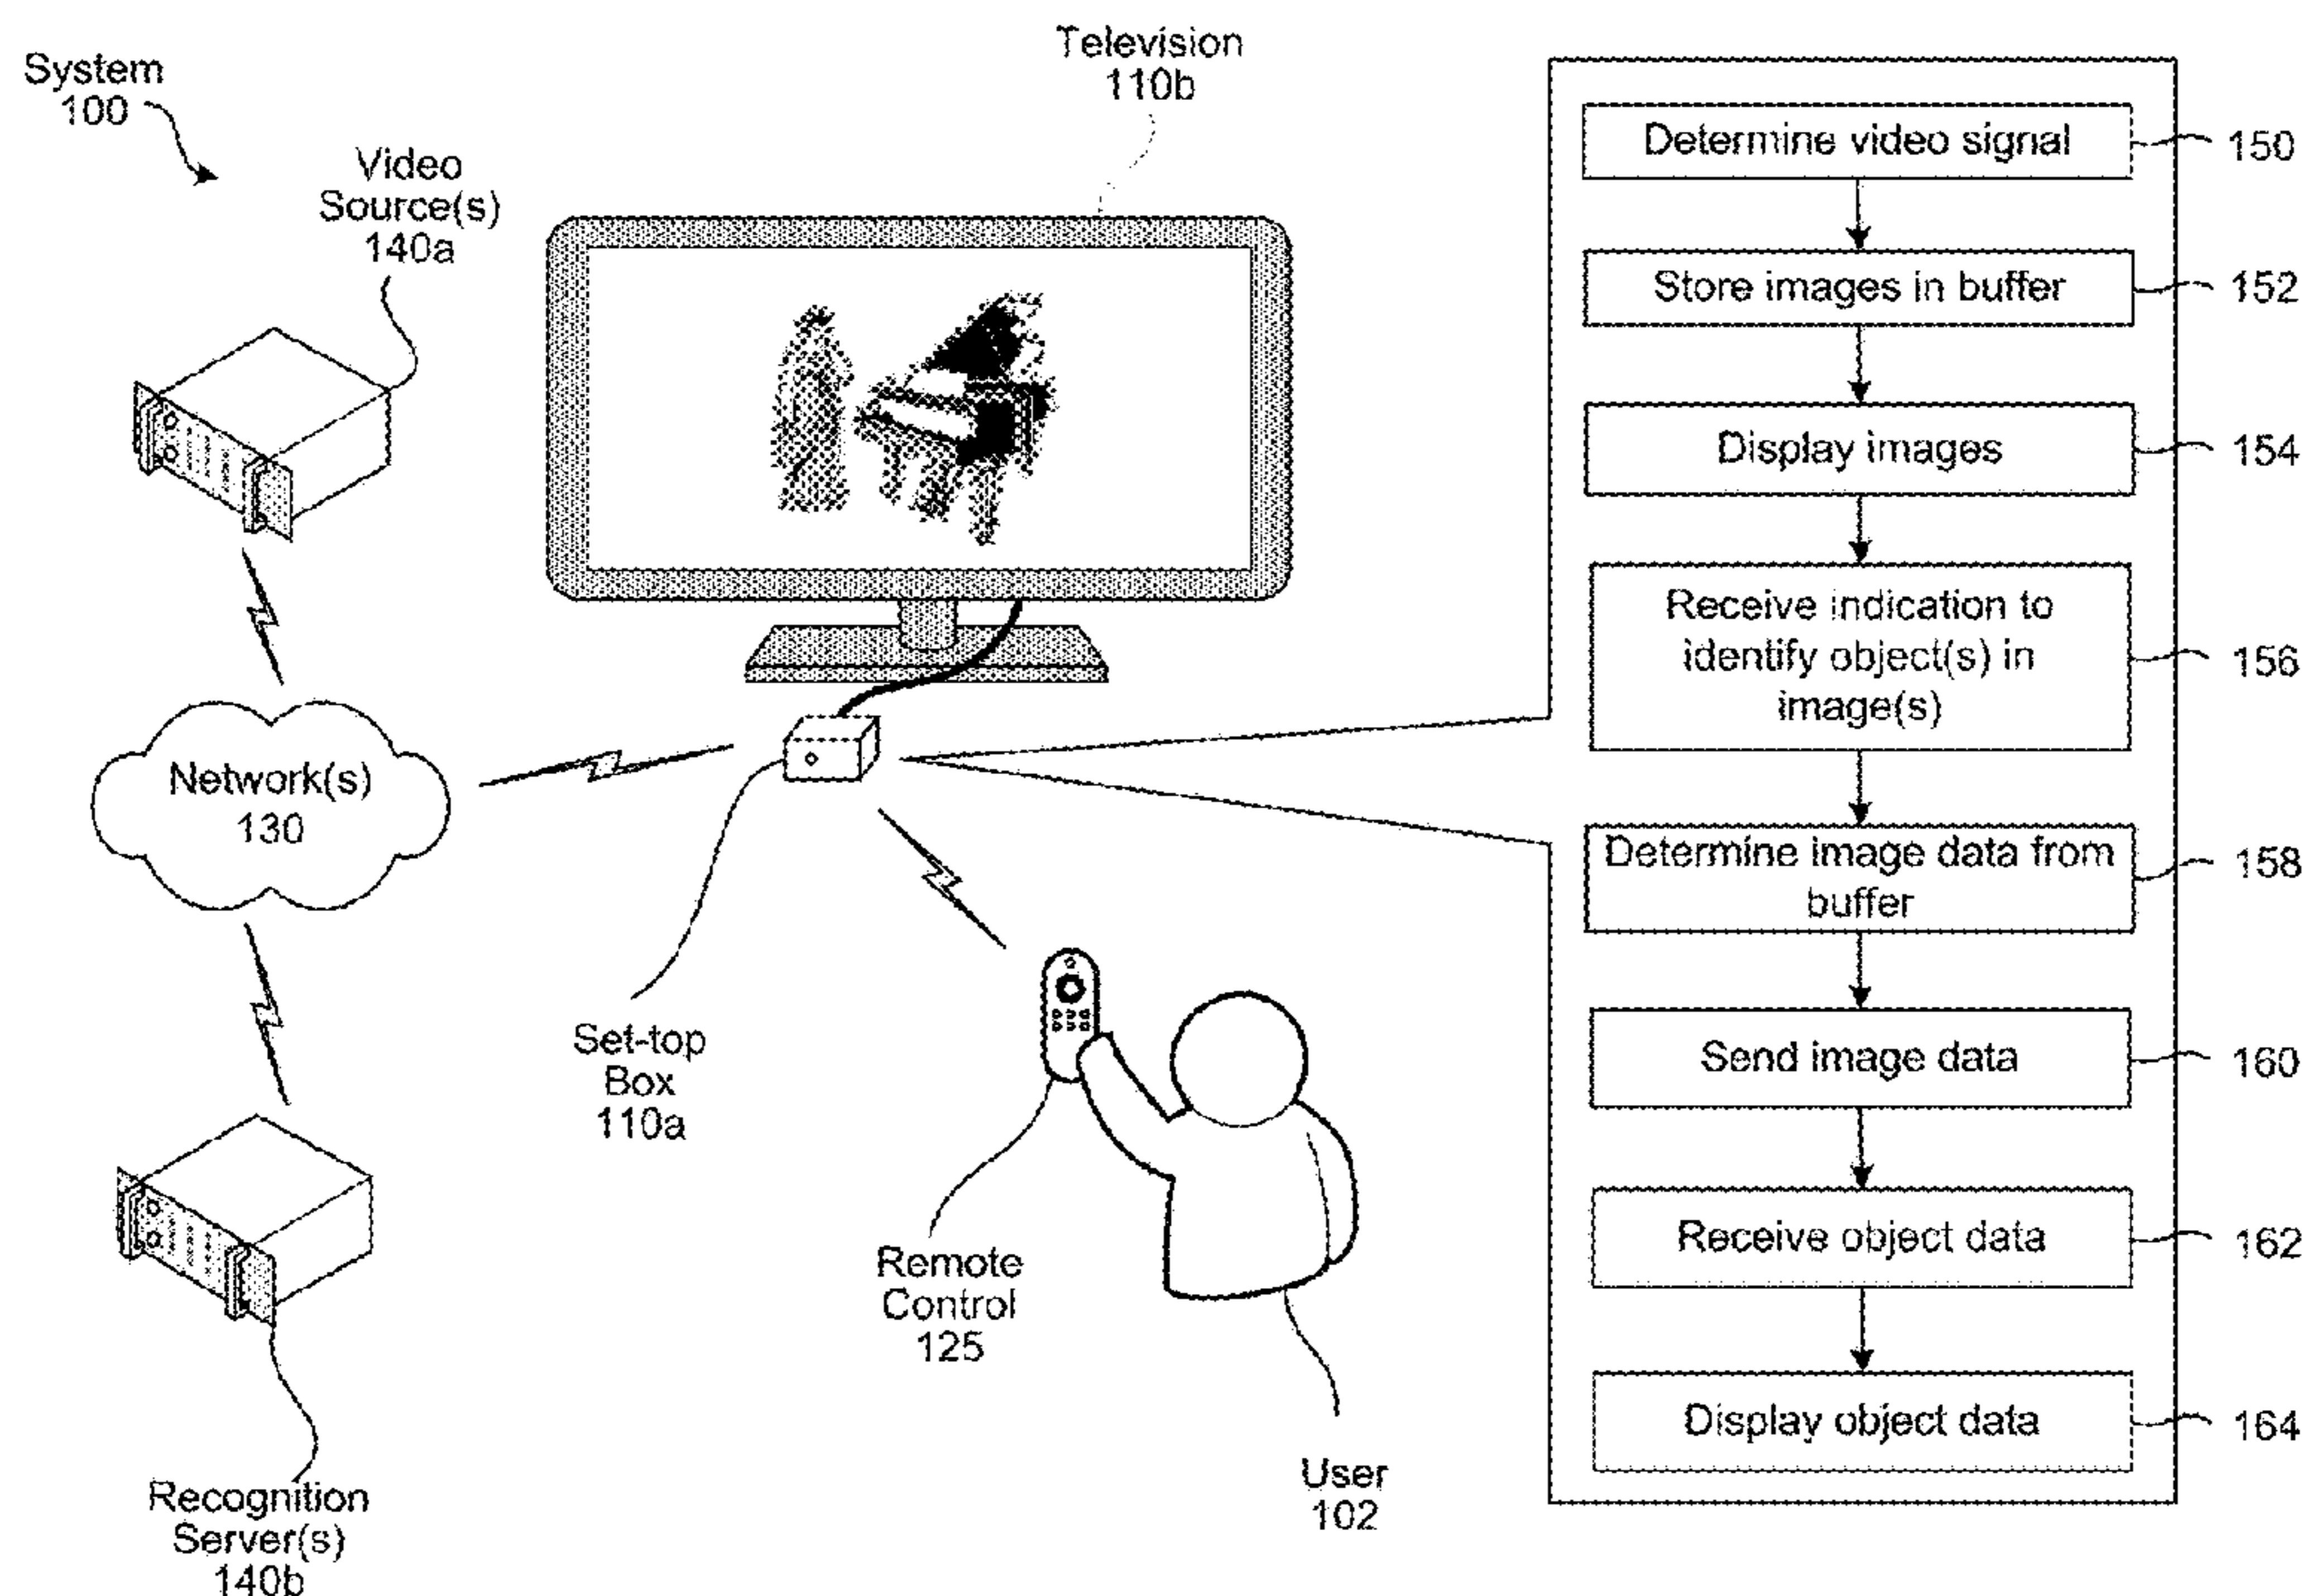 System
100
Video
Source(s)
140a
Television
110b
Network(s)
130
Set-top
Box
110a
Remote
Control
125
User
102
Recognition
Server(s)
140b
Determine video signal
150
Store images in buffer
152
Display images
154
Receive indication to
identify object(s) in
image(s)
156
Determine image data from
buffer
158
Send image data
160
Receive object data
162
Display object data
164